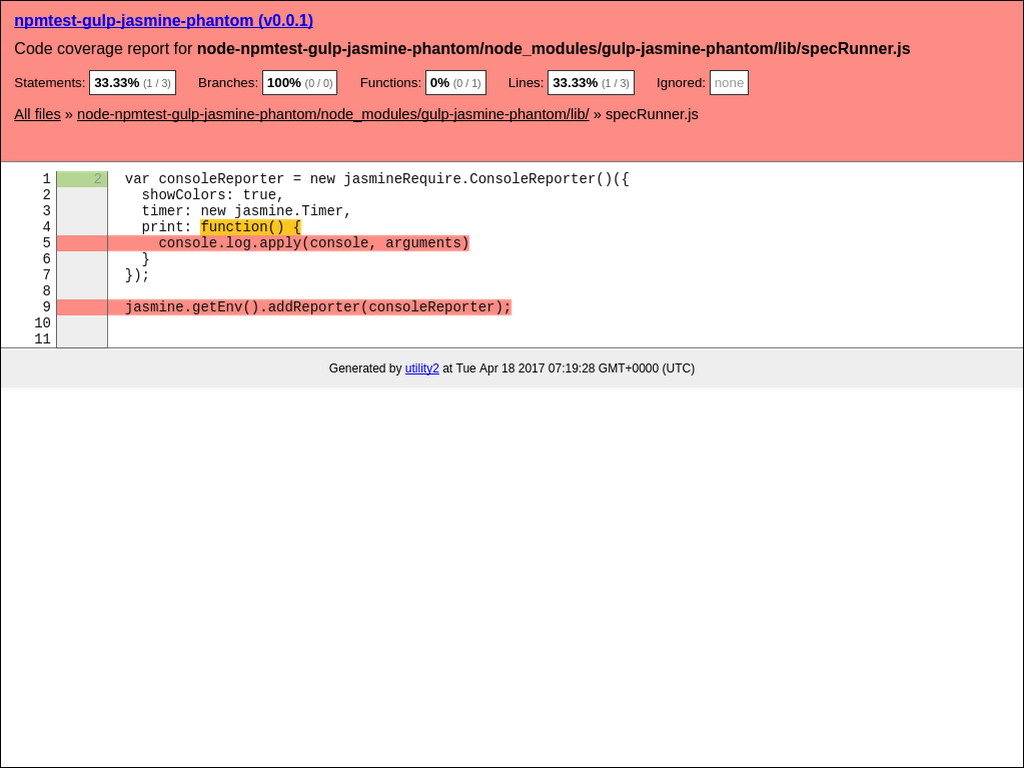 npmtest-gulp-jasmine-phantom (v0.0.1)
Code coverage report for node-npmtest-gulp-jasmine-phantom/node_modules/gulp-jasmine-phantom/lib/specRunner.js
Statements: 33.33% (1 / 3) Branches: 100% (0 / 0) Functions: 0% (0 / 1) Lines: 33.33% (1 / 3) Ignored: none
All files » node-npmtest-gulp-jasmine-phantom/node_modules/gulp-jasmine-phantom/lib/ » specRunner.js
1 2 var consoleReporter = new jasmineRequire.ConsoleReporter()({
2 showColors: true,
3 timer: new jasmine.Timer,
4 print: function() {
5 console.log.apply(console, arguments)
6 }
7 });
8
9 jasmine.getEnv().addReporter(consoleReporter);
10
11
Generated by utility2 at Tue Apr 18 2017 07:19:28 GMT+0000 (UTC)